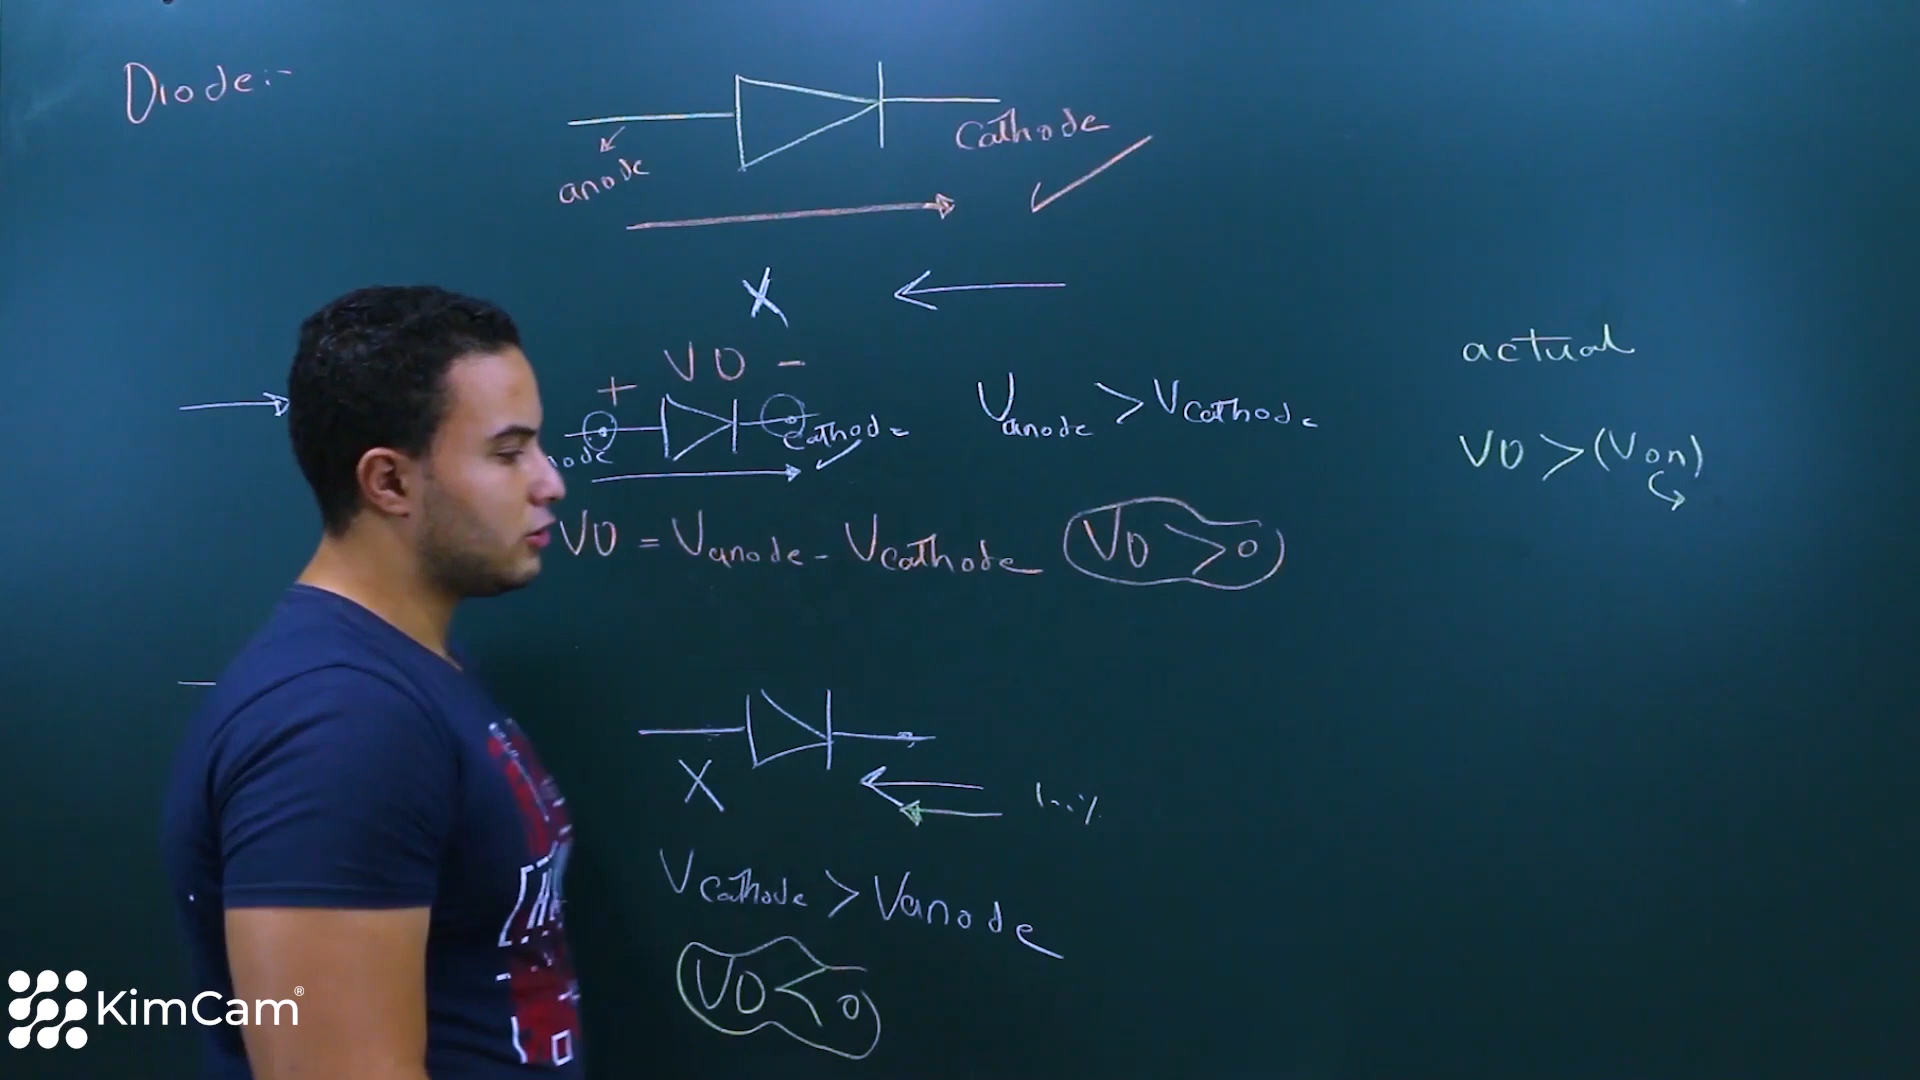 Diode:-
Cathode
anode
X
+ VD -
Cathode
Vanode > Vcathode
VD = Vanode - Vcathode
VD > 0
actual
VD > (Von)
X
Vcathode > Vanode
VD < 0
KimCam®